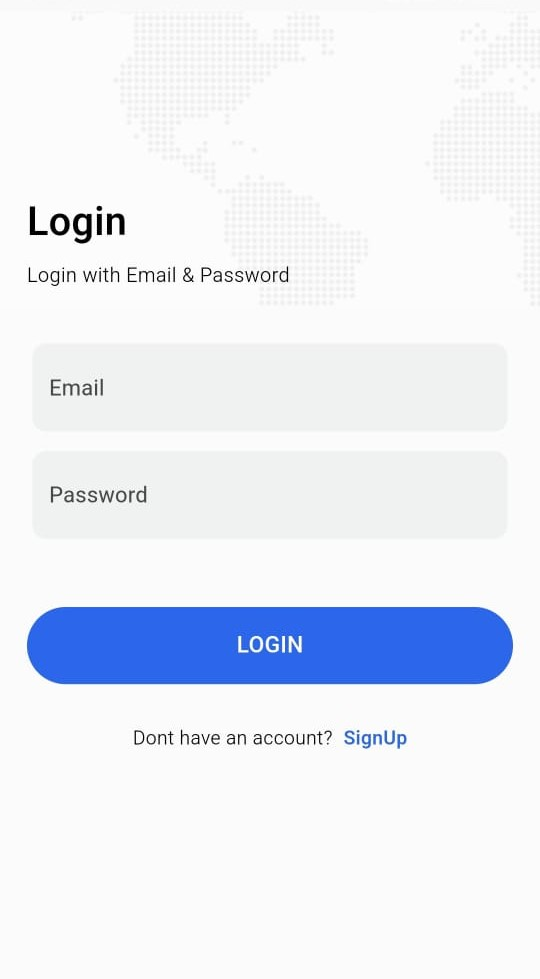 Login
Login with Email & Password
Email
Password
LOGIN
Dont have an account? SignUp